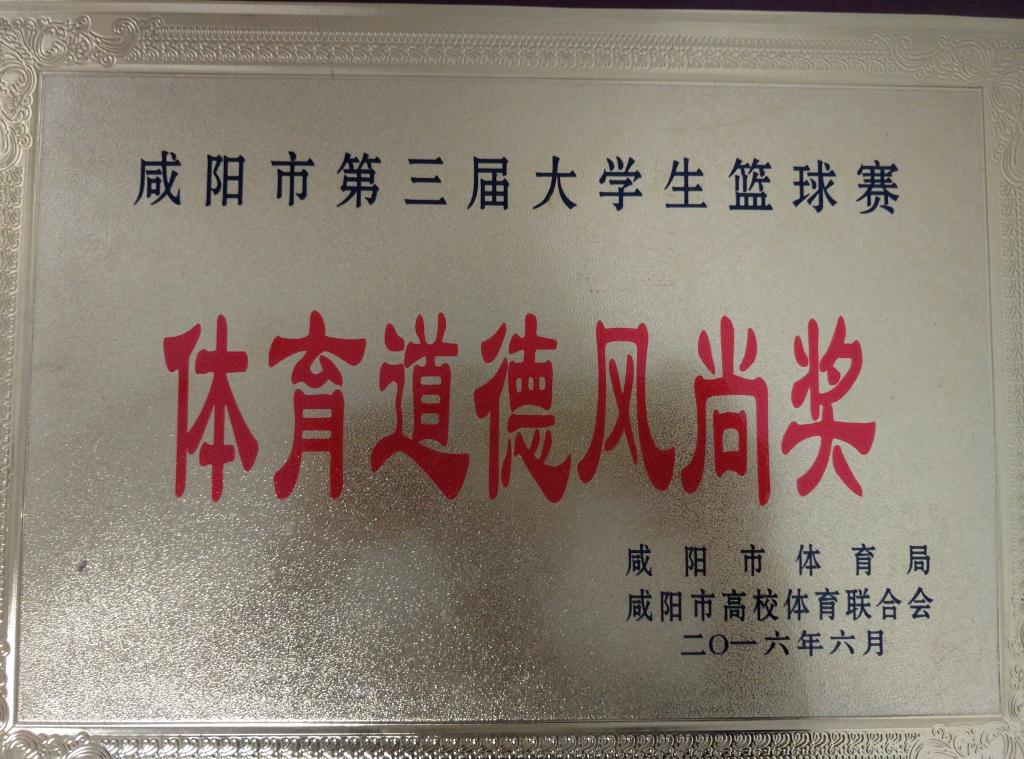 咸阳市第三届大学生篮球赛
体育道德风尚奖
咸阳市体育局
咸阳市高校体育联合会
二〇一六年六月